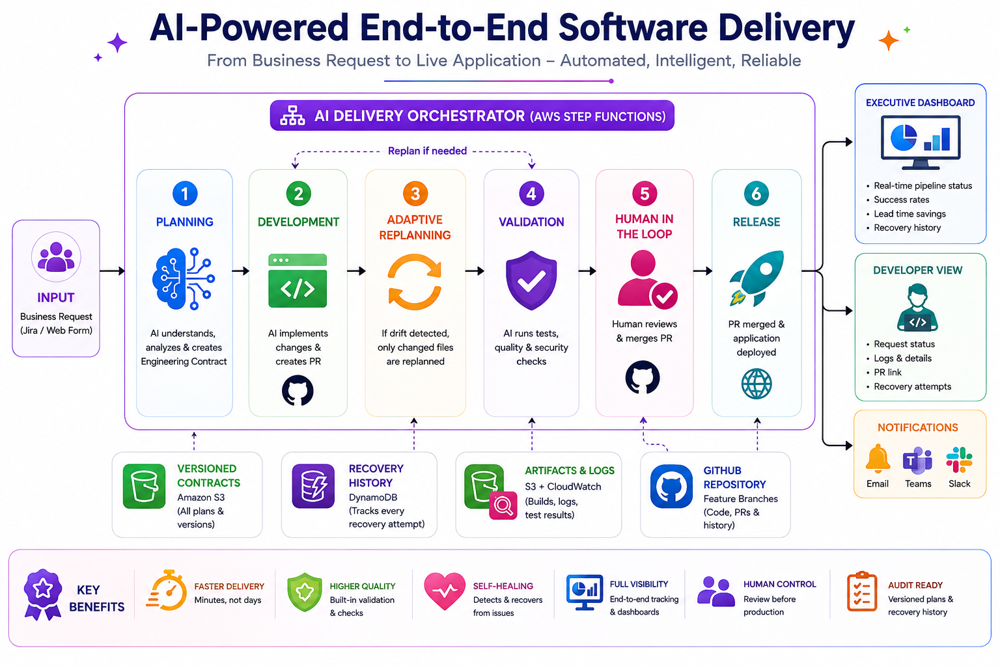 AI-Powered End-to-End Software Delivery
From Business Request to Live Application – Automated, Intelligent, Reliable
AI DELIVERY ORCHESTRATOR (AWS STEP FUNCTIONS)
Replan if needed
INPUT
Business Request
(Jira / Web Form)
1
PLANNING
AI understands,
analyzes & creates
Engineering Contract
2
DEVELOPMENT
</>
AI implements
changes &
creates PR
3
ADAPTIVE
REPLANNING
If drift detected,
only changed files
are replanned
4
VALIDATION
AI runs tests,
quality & security
checks
5
HUMAN IN
THE LOOP
Human reviews
& merges PR
6
RELEASE
PR merged &
application
deployed
EXECUTIVE DASHBOARD
• Real-time pipeline status
• Success rates
• Lead time savings
• Recovery history
DEVELOPER VIEW
</>
• Request status
• Logs & details
• PR link
• Recovery attempts
NOTIFICATIONS
T
Email
Teams
Slack
VERSIONED
CONTRACTS
Amazon S3
(All plans &
versions)
RECOVERY
HISTORY
DynamoDB
(Tracks every
recovery attempt)
ARTIFACTS & LOGS
S3 + CloudWatch
(Builds, logs,
test results)
GITHUB
REPOSITORY
Feature Branches
(Code, PRs &
history)
KEY
BENEFITS
FASTER DELIVERY
Minutes, not days
HIGHER QUALITY
Built-in validation
& checks
SELF-HEALING
Detects & recovers
from issues
FULL VISIBILITY
End-to-end tracking
& dashboards
HUMAN CONTROL
Review before
production
AUDIT READY
Versioned plans &
recovery history